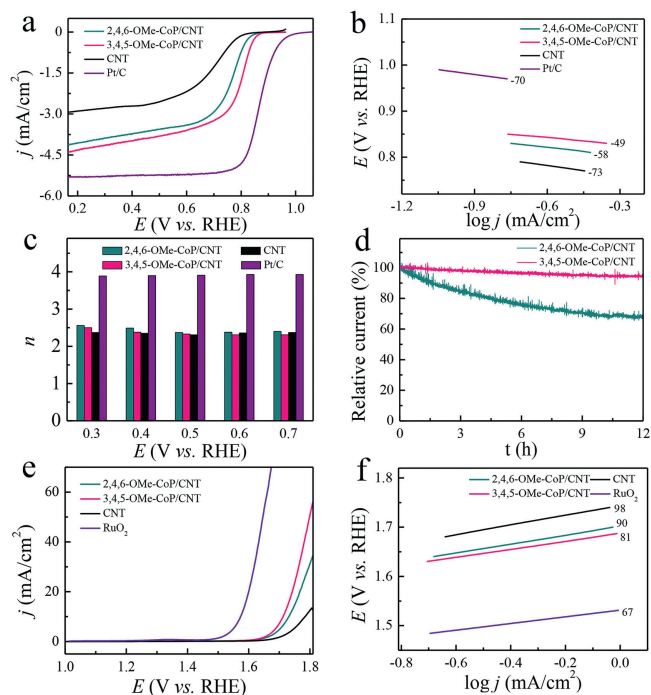 a
2,4,6-OMe-CoP/CNT
3,4,5-OMe-CoP/CNT
CNT
Pt/C
j (mA/cm²)
0
-1.5
-3.0
-4.5
-6.0
0.2 0.4 0.6 0.8 1.0
E (V vs. RHE)
b
2,4,6-OMe-CoP/CNT
3,4,5-OMe-CoP/CNT
CNT
Pt/C
E (V vs. RHE)
1.1
1.0
0.9
0.8
-70
-49
-58
-73
-1.2 -0.9 -0.6 -0.3
log j (mA/cm²)
c
2,4,6-OMe-CoP/CNT CNT
3,4,5-OMe-CoP/CNT Pt/C
n
5
4
3
2
1
0
0.3 0.4 0.5 0.6 0.7
E (V vs. RHE)
d
2,4,6-OMe-CoP/CNT
3,4,5-OMe-CoP/CNT
Relative current (%)
120
100
80
60
40
20
0
0 3 6 9 12
t (h)
e
2,4,6-OMe-CoP/CNT
3,4,5-OMe-CoP/CNT
CNT
RuO₂
j (mA/cm²)
60
40
20
0
1.0 1.2 1.4 1.6 1.8
E (V vs. RHE)
f
2,4,6-OMe-CoP/CNT CNT
3,4,5-OMe-CoP/CNT RuO₂
E (V vs. RHE)
1.8
1.7
1.6
1.5
98
90
81
67
-0.8 -0.6 -0.4 -0.2 0.0
log j (mA/cm²)